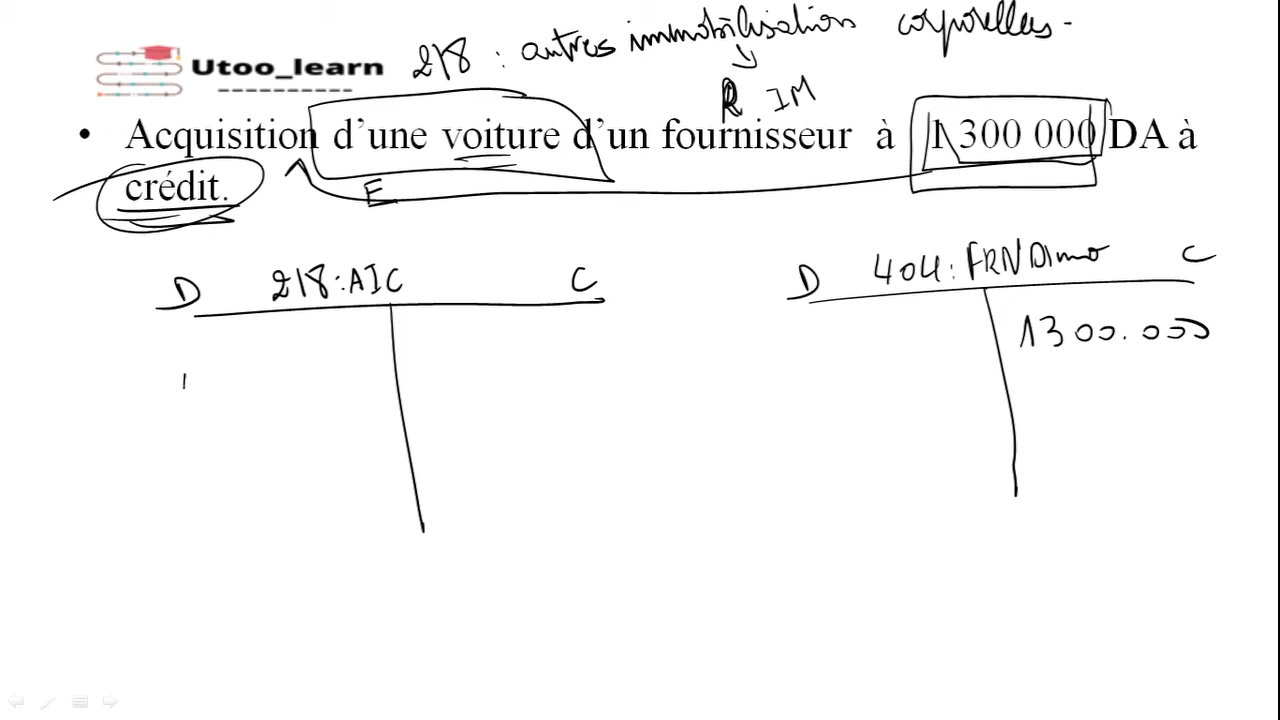 218 : autres immobilisation corporelles.
Utoo_learn
R IM
• Acquisition d’une voiture d’un fournisseur à 1 300 000 DA à
crédit.
E
D 218:AIC C
D 404: FRN Dimo C
1300.000